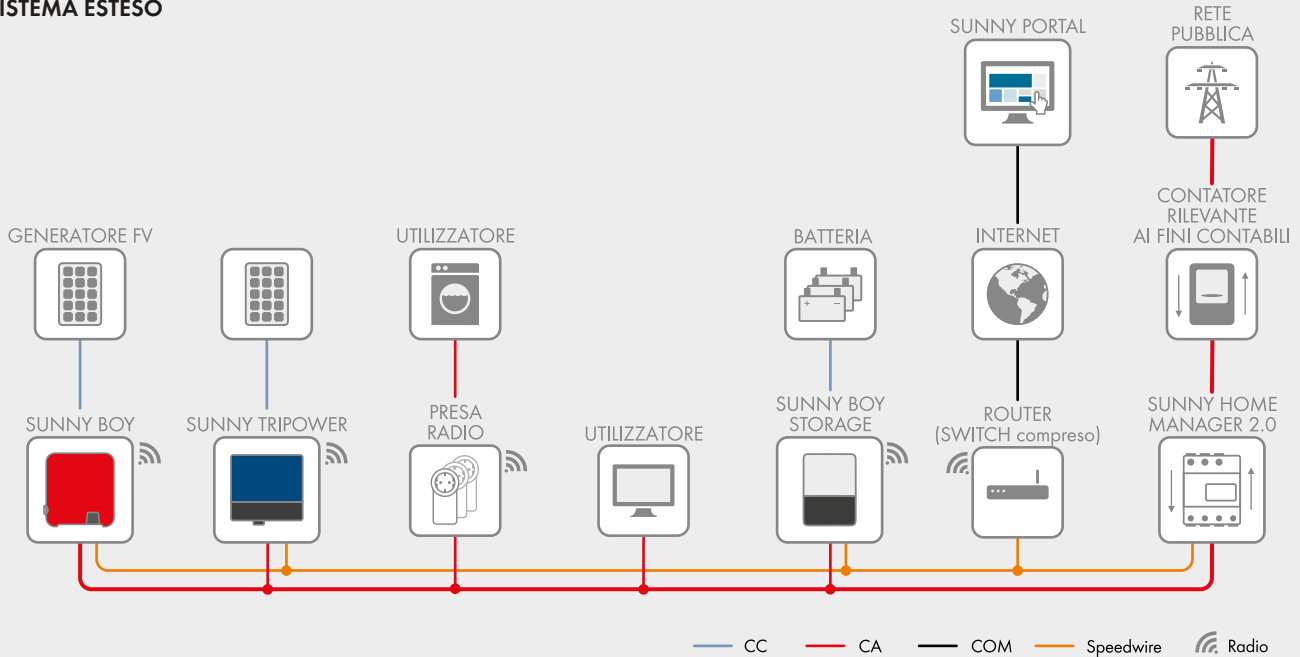 ISTEMA ESTESO
SUNNY PORTAL
RETE
PUBBLICA
GENERATORE FV
UTILIZZATORE
BATTERIA
INTERNET
CONTATORE
RILEVANTE
AI FINI CONTABILI
SUNNY BOY
SUNNY TRIPOWER
PRESA
RADIO
UTILIZZATORE
SUNNY BOY
STORAGE
ROUTER
(SWITCH compreso)
SUNNY HOME
MANAGER 2.0
CC
CA
COM
Speedwire
Radio